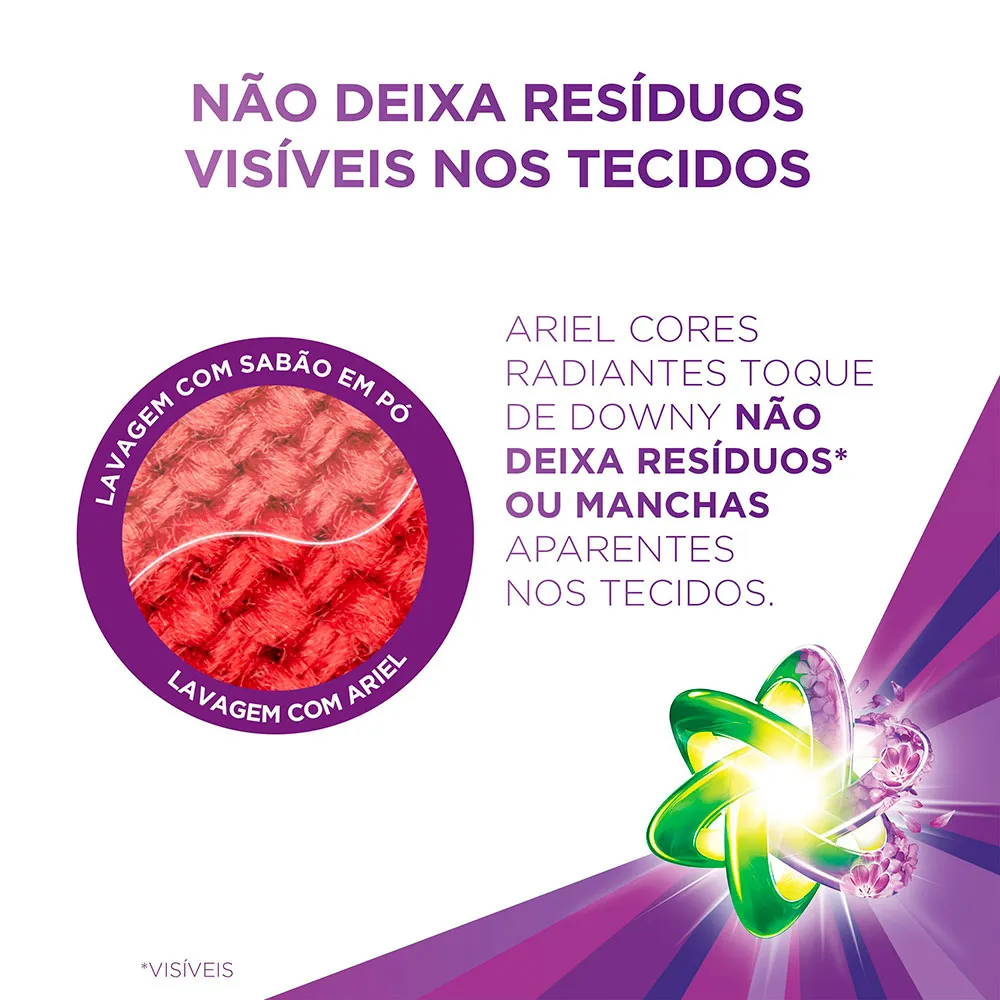 NÃO DEIXA RESÍDUOS
VISÍVEIS NOS TECIDOS
LAVAGEM COM SABÃO EM PÓ
LAVAGEM COM ARIEL
ARIEL CORES
RADIANTES TOQUE
DE DOWNY NÃO
DEIXA RESÍDUOS*
OU MANCHAS
APARENTES
NOS TECIDOS.
*VISÍVEIS